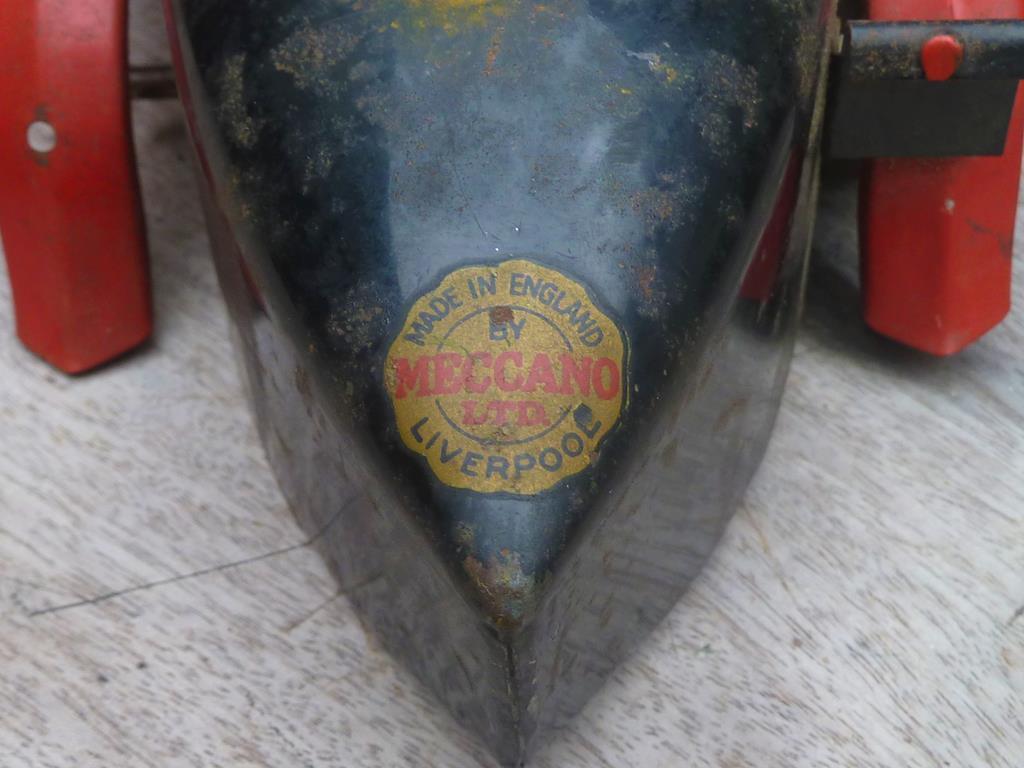 MADE IN ENGLAND
BY
MECCANO
LTD.
LIVERPOOL